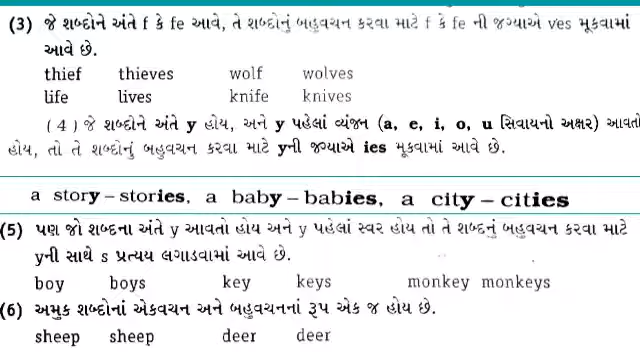 (3) જે શબ્દોને અંતે f કે fe આવે, તે શબ્દોનું બહુવચન કરવા માટે f કે fe ની જગ્યાએ ves મૂકવામાં
આવે છે.
thief thieves wolf wolves
life lives knife knives
(4) જે શબ્દોને અંતે y હોય, અને y પહેલાં વ્યંજન (a, e, i, o, u સિવાયનો અક્ષર) આવતો
હોય, તો તે શબ્દોનું બહુવચન કરવા માટે yની જગ્યાએ ies મૂકવામાં આવે છે.
a story – stories, a baby – babies, a city – cities
(5) પણ જો શબ્દના અંતે y આવતો હોય અને y પહેલાં સ્વર હોય તો તે શબ્દનું બહુવચન કરવા માટે
yની સાથે s પ્રત્યય લગાડવામાં આવે છે.
boy boys key keys monkey monkeys
(6) અમુક શબ્દોનાં એકવચન અને બહુવચનનાં રૂપ એક જ હોય છે.
sheep sheep deer deer